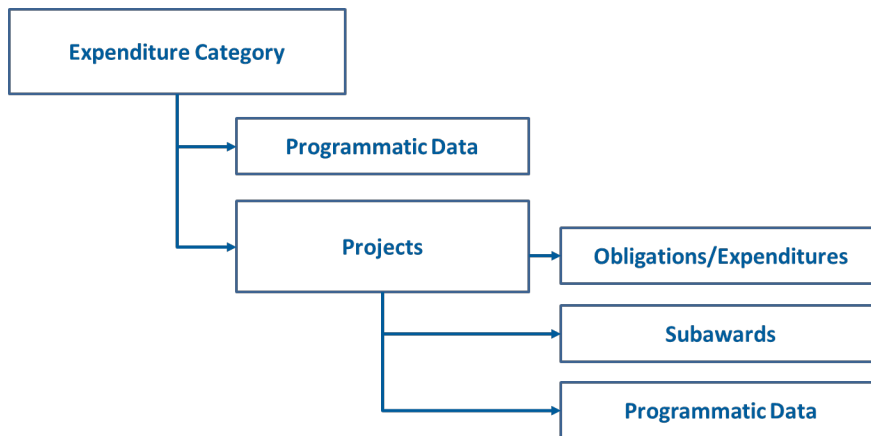 Expenditure Category
Programmatic Data
Projects
Obligations/Expenditures
Subawards
Programmatic Data